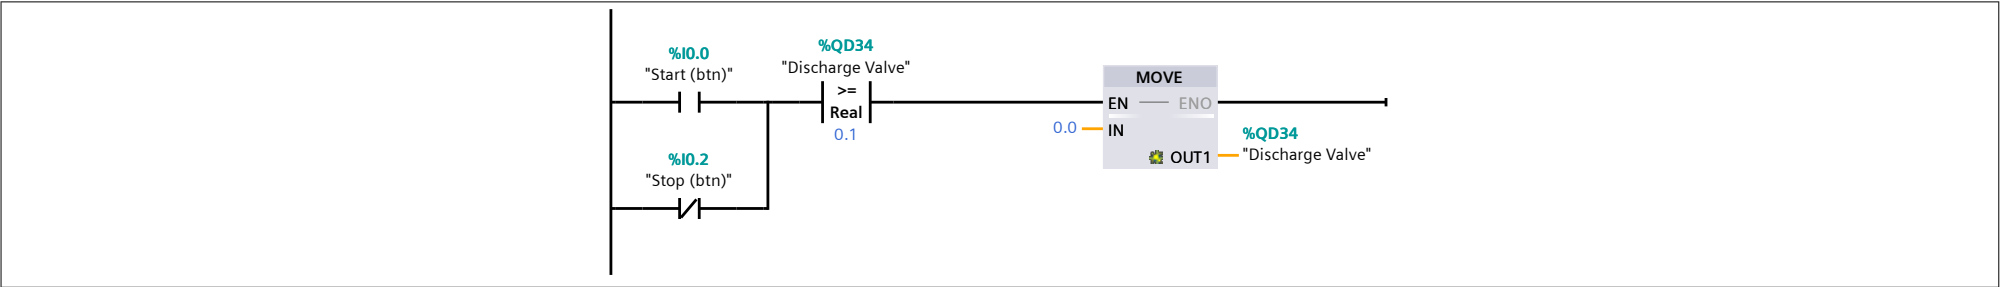 %I0.0
"Start (btn)"
%QD34
"Discharge Valve"
>=
Real
0.1
MOVE
EN
ENO
0.0
IN
OUT1
%QD34
"Discharge Valve"
%I0.2
"Stop (btn)"